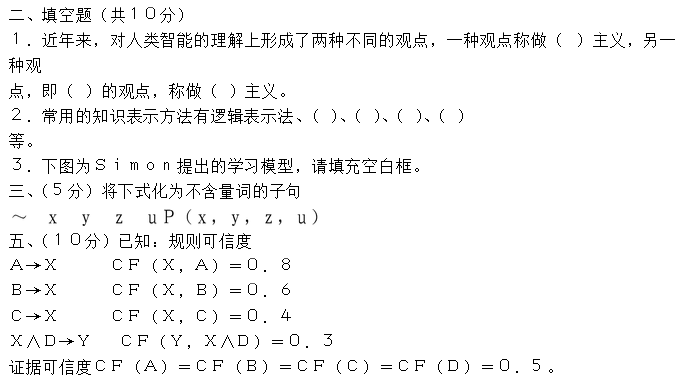 二、填空题（共１０分）
１．近年来，对人类智能的理解上形成了两种不同的观点，一种观点称做（ ）主义，另一
种观
点，即（ ）的观点，称做（ ）主义。
２．常用的知识表示方法有逻辑表示法、（ ）、（ ）、（ ）、（ ）
等。
３．下图为Ｓｉｍｏｎ提出的学习模型，请填充空白框。
三、（５分）将下式化为不含量词的子句
～ ｘ ｙ ｚ ｕＰ（ｘ，ｙ，ｚ，ｕ）
五、（１０分）已知：规则可信度
Ａ→Ｘ ＣＦ（Ｘ，Ａ）＝０．８
Ｂ→Ｘ ＣＦ（Ｘ，Ｂ）＝０．６
Ｃ→Ｘ ＣＦ（Ｘ，Ｃ）＝０．４
Ｘ∧Ｄ→Ｙ ＣＦ（Ｙ，Ｘ∧Ｄ）＝０．３
证据可信度ＣＦ（Ａ）＝ＣＦ（Ｂ）＝ＣＦ（Ｃ）＝ＣＦ（Ｄ）＝０．５。